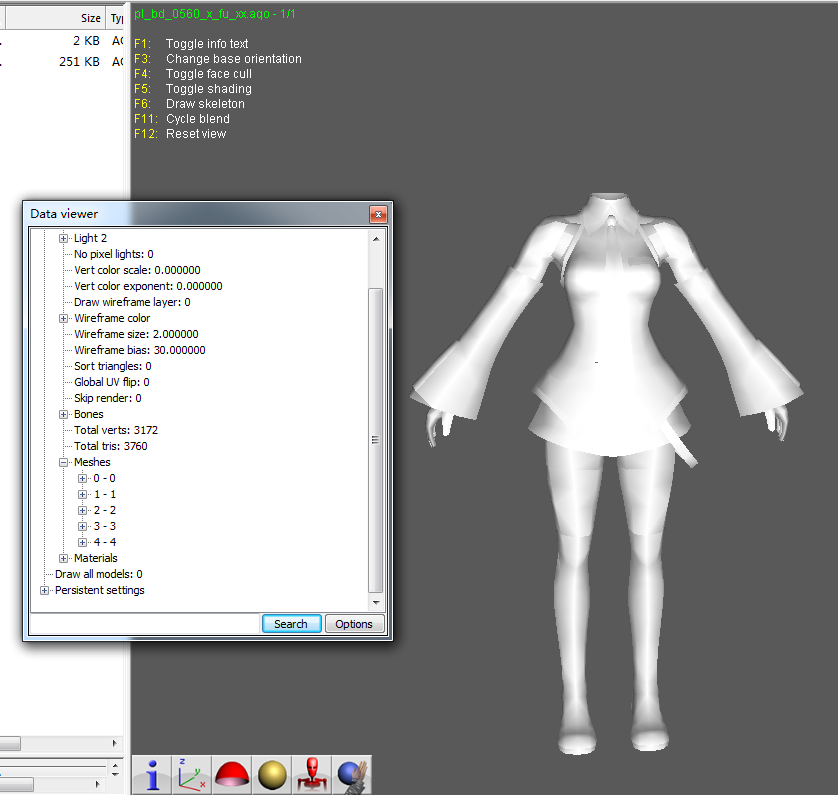 Size Typ
2 KB AC
251 KB AC
pl_bd_0560_x_fu_xx.aqo - 1/1
F1: Toggle info text
F3: Change base orientation
F4: Toggle face cull
F5: Toggle shading
F6: Draw skeleton
F11: Cycle blend
F12: Reset view
Data viewer
Light 2
No pixel lights: 0
Vert color scale: 0.000000
Vert color exponent: 0.000000
Draw wireframe layer: 0
Wireframe color
Wireframe size: 2.000000
Wireframe bias: 30.000000
Sort triangles: 0
Global UV flip: 0
Skip render: 0
Bones
Total verts: 3172
Total tris: 3760
Meshes
0 - 0
1 - 1
2 - 2
3 - 3
4 - 4
Materials
Draw all models: 0
Persistent settings
Search Options
z y x